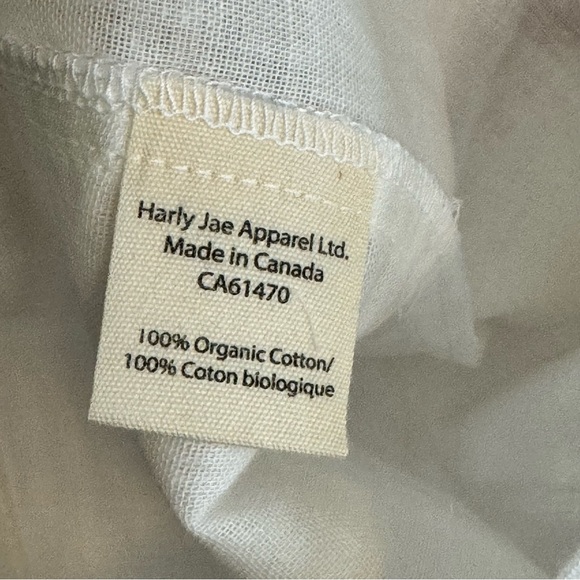 Harly Jae Apparel Ltd.
Made in Canada
CA61470
100% Organic Cotton/
100% Coton biologique